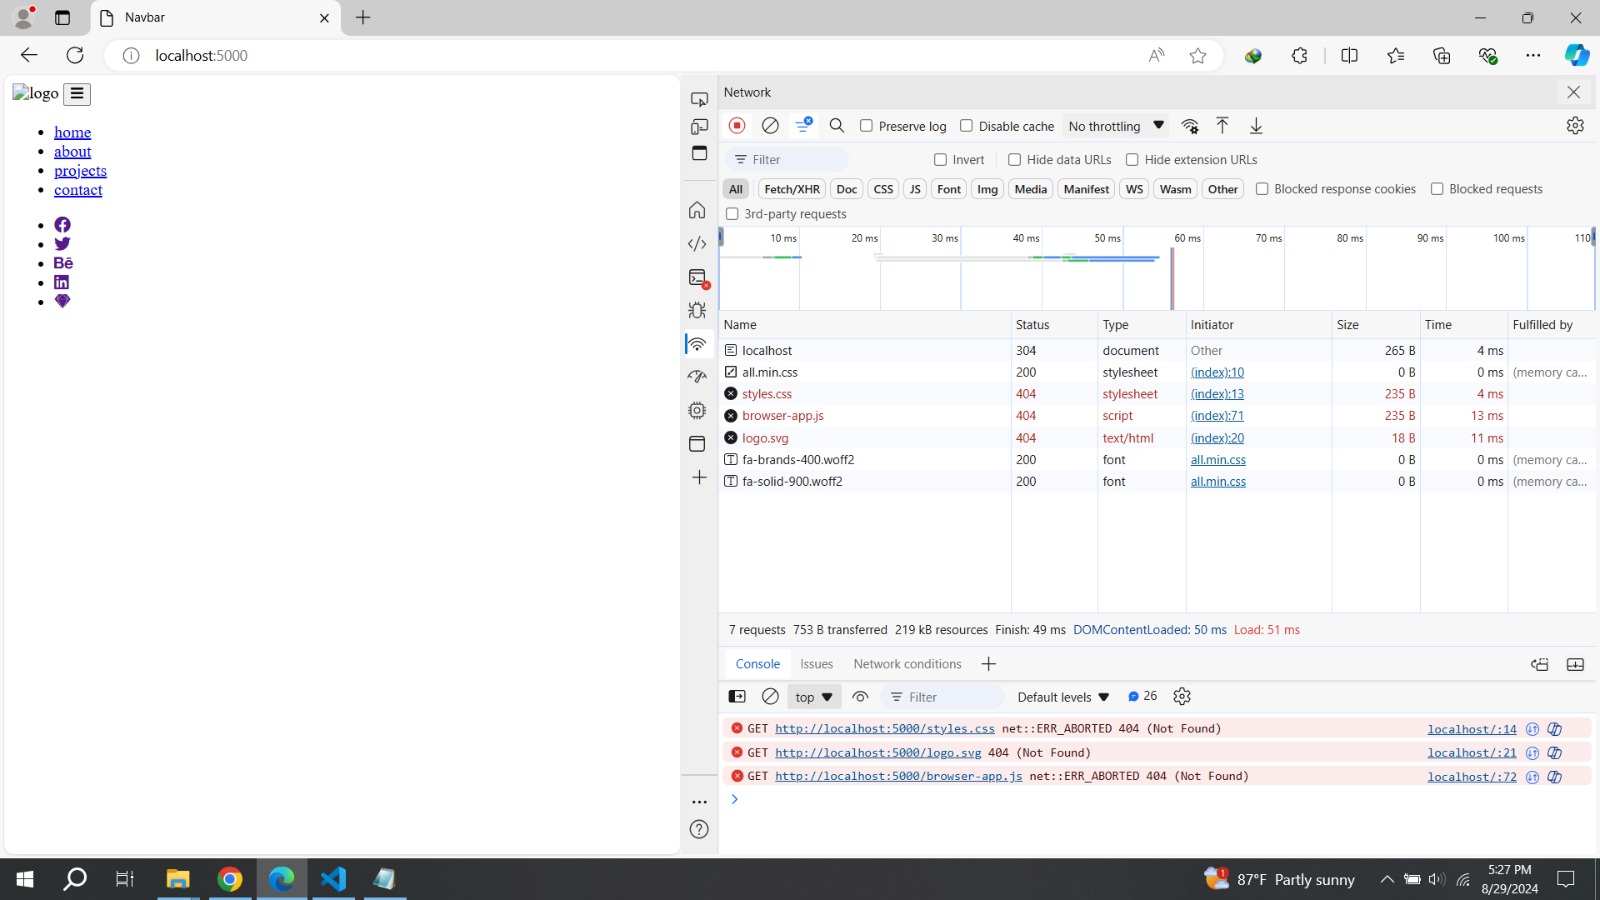 Navbar
localhost:5000
logo
home
about
projects
contact
Network
Preserve log
Disable cache
No throttling
Filter
Invert
Hide data URLs
Hide extension URLs
All Fetch/XHR Doc CSS JS Font Img Media Manifest WS Wasm Other Blocked response cookies Blocked requests
3rd-party requests
10 ms 20 ms 30 ms 40 ms 50 ms 60 ms 70 ms 80 ms 90 ms 100 ms 110
Name Status Type Initiator Size Time Fulfilled by
localhost 304 document Other 265 B 4 ms
all.min.css 200 stylesheet (index):10 0 B 0 ms (memory ca...
styles.css 404 stylesheet (index):13 235 B 4 ms
browser-app.js 404 script (index):71 235 B 13 ms
logo.svg 404 text/html (index):20 18 B 11 ms
fa-brands-400.woff2 200 font all.min.css 0 B 0 ms (memory ca...
fa-solid-900.woff2 200 font all.min.css 0 B 0 ms (memory ca...
7 requests 753 B transferred 219 kB resources Finish: 49 ms DOMContentLoaded: 50 ms Load: 51 ms
Console Issues Network conditions
top Filter Default levels 26
GET http://localhost:5000/styles.css net::ERR_ABORTED 404 (Not Found) localhost/:14
GET http://localhost:5000/logo.svg 404 (Not Found) localhost/:21
GET http://localhost:5000/browser-app.js net::ERR_ABORTED 404 (Not Found) localhost/:72
1 87°F Partly sunny
5:27 PM
8/29/2024